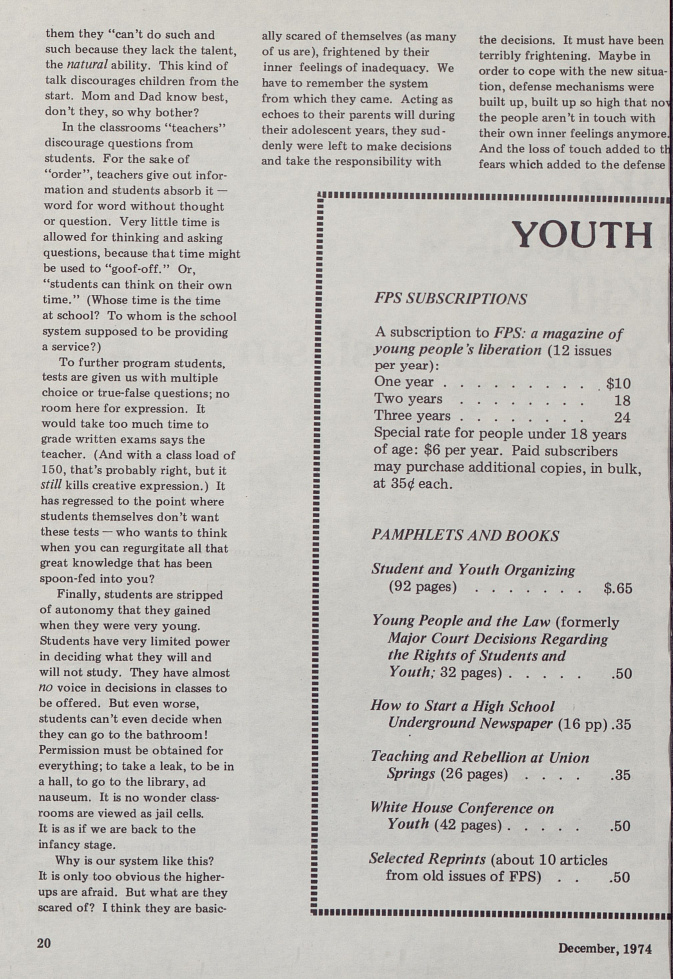 them they "can't do such and
such because they lack the talent,
the natural ability. This kind of
talk discourages children from the
start. Mom and Dad know best,
don't they, so why bother?
In the classrooms "teachers"
discourage questions from
students. For the sake of
"order", teachers give out infor-
mation and students absorb it —
word for word without thought
or question. Very little time is
allowed for thinking and asking
questions, because that time might
be used to "goof-off." Or,
"students can think on their own
time." (Whose time is the time
at school? To whom is the school
system supposed to be providing
a service?)
To further program students,
tests are given us with multiple
choice or true-false questions; no
room here for expression. It
would take too much time to
grade written exams says the
teacher. (And with a class load of
150, that's probably right, but it
still kills creative expression.) It
has regressed to the point where
students themselves don't want
these tests — who wants to think
when you can regurgitate all that
great knowledge that has been
spoon-fed into you?
Finally, students are stripped
of autonomy that they gained
when they were very young.
Students have very limited power
in deciding what they will and
will not study. They have almost
no voice in decisions in classes to
be offered. But even worse,
students can't even decide when
they can go to the bathroom!
Permission must be obtained for
everything; to take a leak, to be in
a hall, to go to the library, ad
nauseum. It is no wonder class-
rooms are viewed as jail cells.
It is as if we are back to the
infancy stage.
Why is our system like this?
It is only too obvious the higher-
ups are afraid. But what are they
scared of? I think they are basic-
ally scared of themselves (as many
of us are), frightened by their
inner feelings of inadequacy. We
have to remember the system
from which they came. Acting as
echoes to their parents will during
their adolescent years, they sud-
denly were left to make decisions
and take the responsibility with
the decisions. It must have been
terribly frightening. Maybe in
order to cope with the new situa-
tion, defense mechanisms were
built up, built up so high that now
the people aren't in touch with
their own inner feelings anymore.
And the loss of touch added to th
fears which added to the defense
YOUTH
FPS SUBSCRIPTIONS
A subscription to FPS: a magazine of
young people's liberation (12 issues
per year):
One year . . . . . . . . . $10
Two years . . . . . . . . 18
Three years . . . . . . . 24
Special rate for people under 18 years
of age: $6 per year. Paid subscribers
may purchase additional copies, in bulk,
at 35¢ each.
PAMPHLETS AND BOOKS
Student and Youth Organizing
(92 pages) . . . . . . . $.65
Young People and the Law (formerly
Major Court Decisions Regarding
the Rights of Students and
Youth; 32 pages) . . . . . .50
How to Start a High School
Underground Newspaper (16 pp) .35
Teaching and Rebellion at Union
Springs (26 pages) . . . . .35
White House Conference on
Youth (42 pages) . . . . . .50
Selected Reprints (about 10 articles
from old issues of FPS) . . .50
20
December, 1974